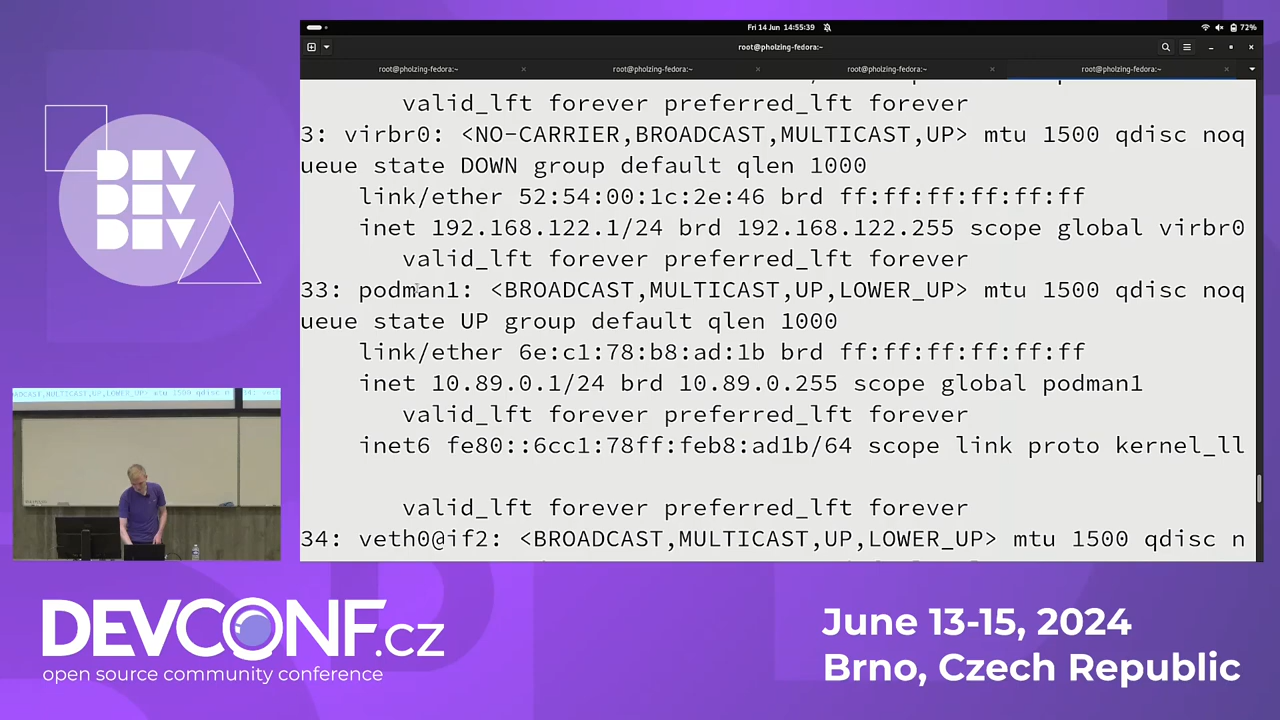 DEV
DEV
DEV
Fri 14 Jun 14:55:39
72%
root@pholzing-fedora:~
root@pholzing-fedora:~
root@pholzing-fedora:~
root@pholzing-fedora:~
root@pholzing-fedora:~
valid_lft forever preferred_lft forever
3: virbr0: <NO-CARRIER,BROADCAST,MULTICAST,UP> mtu 1500 qdisc noq
ueue state DOWN group default qlen 1000
link/ether 52:54:00:1c:2e:46 brd ff:ff:ff:ff:ff:ff
inet 192.168.122.1/24 brd 192.168.122.255 scope global virbr0
valid_lft forever preferred_lft forever
33: podman1: <BROADCAST,MULTICAST,UP,LOWER_UP> mtu 1500 qdisc noq
ueue state UP group default qlen 1000
link/ether 6e:c1:78:b8:ad:1b brd ff:ff:ff:ff:ff:ff
inet 10.89.0.1/24 brd 10.89.0.255 scope global podman1
valid_lft forever preferred_lft forever
inet6 fe80::6cc1:78ff:feb8:ad1b/64 scope link proto kernel_ll
valid_lft forever preferred_lft forever
34: veth0@if2: <BROADCAST,MULTICAST,UP,LOWER_UP> mtu 1500 qdisc n
DEVCONF.cz
open source community conference
June 13-15, 2024
Brno, Czech Republic